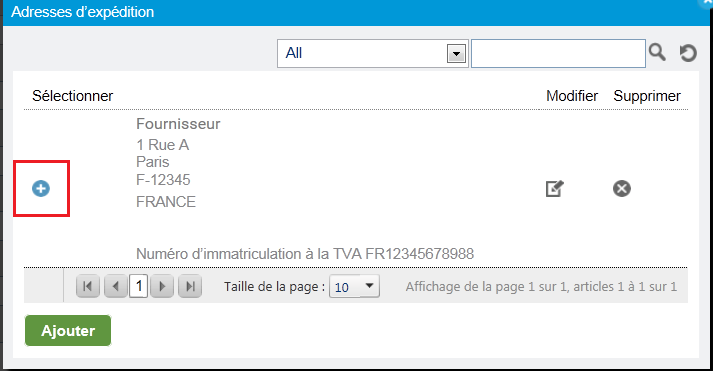 Adresses d'expédition
All
Sélectionner Modifier Supprimer
Fournisseur
1 Rue A
Paris
F-12345
FRANCE
Numéro d'immatriculation à la TVA FR12345678988
1 Taille de la page : 10 Affichage de la page 1 sur 1, articles 1 à 1 sur 1
Ajouter